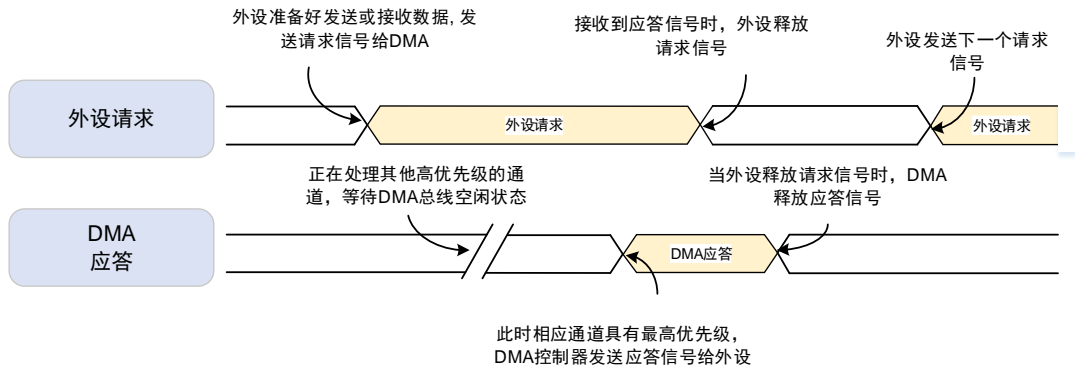 外设准备好发送或接收数据, 发
送请求信号给DMA
接收到应答信号时，外设释放
请求信号
外设发送下一个请求
信号
外设请求
外设请求
外设请求
正在处理其他高优先级的通
道，等待DMA总线空闲状态
当外设释放请求信号时，DMA
释放应答信号
DMA
应答
DMA应答
此时相应通道具有最高优先级，
DMA控制器发送应答信号给外设